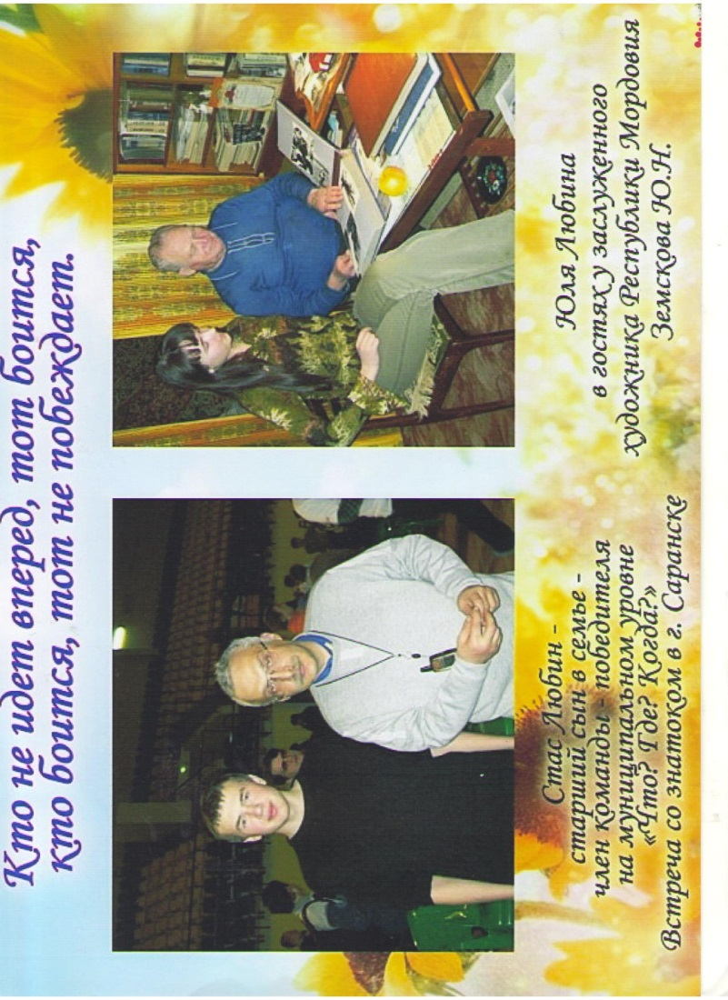 Кто не идет вперед, тот боится,
кто боится, тот не побеждает.
Стас Любин -
старший сын в семье -
член команды - победителя
на муниципальном уровне
«Что? Где? Когда?»
Встреча со знатоком в г. Саранске
Юля Любина
в гостях у заслуженного
художника Республики Мордовия
Земскова Ю.Н.